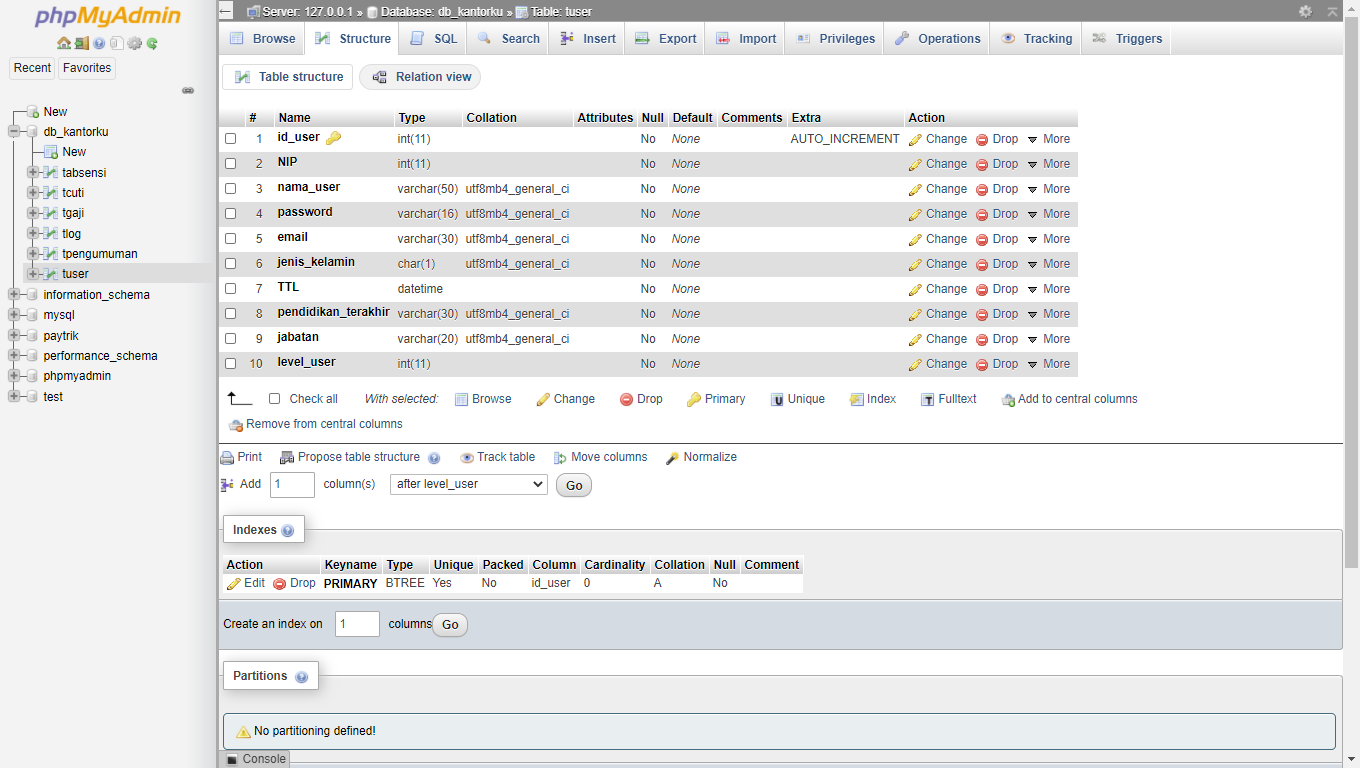 phpMyAdmin
Recent Favorites
New
db_kantorku
New
tabsensi
tcuti
tgaji
tlog
tpengumuman
tuser
information_schema
mysql
paytrik
performance_schema
phpmyadmin
test
Server: 127.0.0.1 » Database: db_kantorku » Table: tuser
Browse Structure SQL Search Insert Export Import Privileges Operations Tracking Triggers
Table structure Relation view
# Name Type Collation Attributes Null Default Comments Extra Action
1 id_user int(11) No None AUTO_INCREMENT Change Drop More
2 NIP int(11) No None Change Drop More
3 nama_user varchar(50) utf8mb4_general_ci No None Change Drop More
4 password varchar(16) utf8mb4_general_ci No None Change Drop More
5 email varchar(30) utf8mb4_general_ci No None Change Drop More
6 jenis_kelamin char(1) utf8mb4_general_ci No None Change Drop More
7 TTL datetime No None Change Drop More
8 pendidikan_terakhir varchar(30) utf8mb4_general_ci No None Change Drop More
9 jabatan varchar(20) utf8mb4_general_ci No None Change Drop More
10 level_user int(11) No None Change Drop More
Check all With selected: Browse Change Drop Primary Unique Index Fulltext Add to central columns
Remove from central columns
Print Propose table structure Track table Move columns Normalize
Add 1 column(s) after level_user Go
Indexes
Action Keyname Type Unique Packed Column Cardinality Collation Null Comment
Edit Drop PRIMARY BTREE Yes No id_user 0 A No
Create an index on 1 columns Go
Partitions
No partitioning defined!
Console